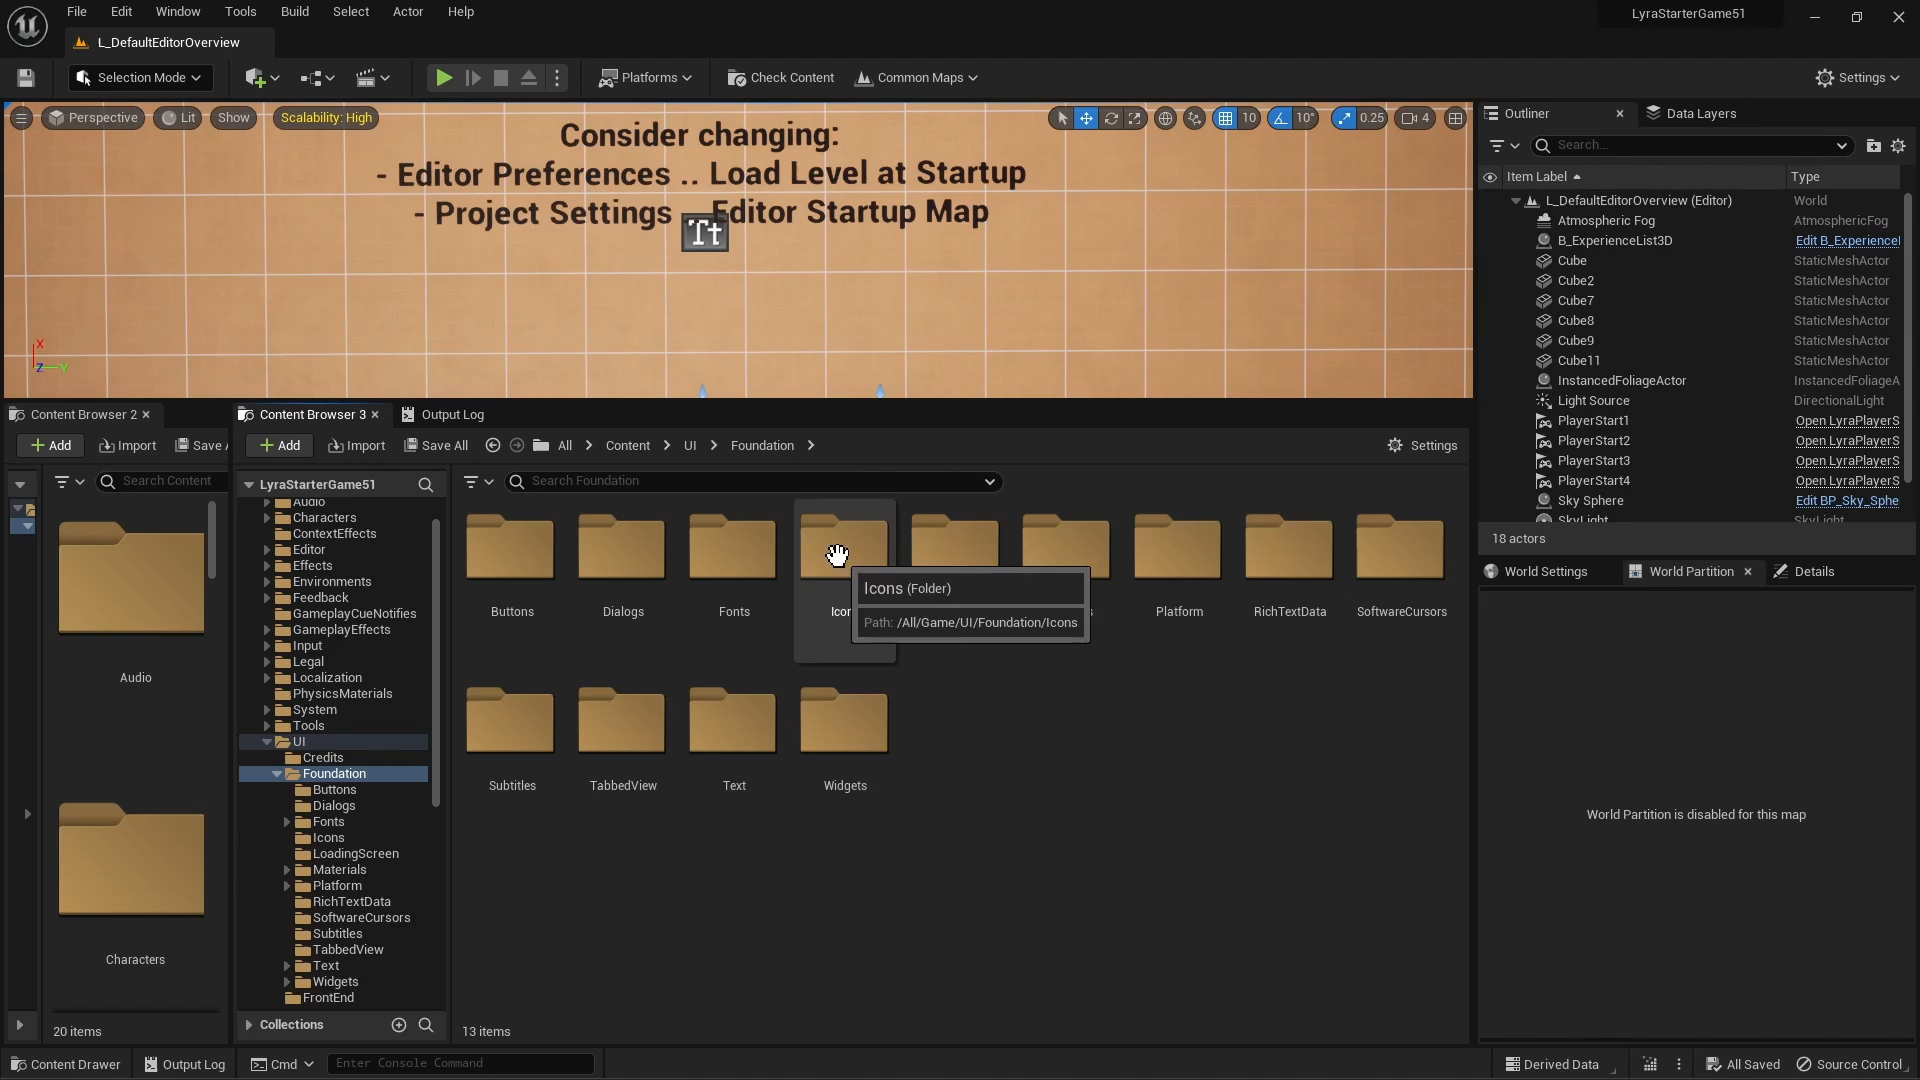 File Edit Window Tools Build Select Actor Help
LyraStarterGame51
L_DefaultEditorOverview
Selection Mode
Platforms
Check Content
Common Maps
Settings
Perspective
Lit
Show
Scalability: High
10
10°
0.25
4
Consider changing:
- Editor Preferences .. Load Level at Startup
- Project Settings Editor Startup Map
Tt
X
Z
Y
Outliner
Data Layers
Search...
Item Label
Type
L_DefaultEditorOverview (Editor) World
Atmospheric Fog AtmosphericFog
B_ExperienceList3D Edit B_ExperienceI
Cube StaticMeshActor
Cube2 StaticMeshActor
Cube7 StaticMeshActor
Cube8 StaticMeshActor
Cube9 StaticMeshActor
Cube11 StaticMeshActor
InstancedFoliageActor InstancedFoliageA
Light Source DirectionalLight
PlayerStart1 Open LyraPlayerS
PlayerStart2 Open LyraPlayerS
PlayerStart3 Open LyraPlayerS
PlayerStart4 Open LyraPlayerS
Sky Sphere Edit BP_Sky_Sphe
SkyLight SkyLight
18 actors
World Settings
World Partition
Details
World Partition is disabled for this map
Content Browser 2
Add
Import
Save A
Search Content
Audio
Characters
20 items
Content Browser 3
Output Log
Add
Import
Save All
All
Content
UI
Foundation
Settings
LyraStarterGame51
Audio
Characters
ContextEffects
Editor
Effects
Environments
Feedback
GameplayCueNotifies
GameplayEffects
Input
Legal
Localization
PhysicsMaterials
System
Tools
UI
Credits
Foundation
Buttons
Dialogs
Fonts
Icons
LoadingScreen
Materials
Platform
RichTextData
SoftwareCursors
Subtitles
TabbedView
Text
Widgets
FrontEnd
Collections
Search Foundation
Buttons
Dialogs
Fonts
Platform
RichTextData
SoftwareCursors
Icons (Folder)
Path: /All/Game/UI/Foundation/Icons
Subtitles
TabbedView
Text
Widgets
13 items
Content Drawer
Output Log
Cmd
Enter Console Command
Derived Data
All Saved
Source Control